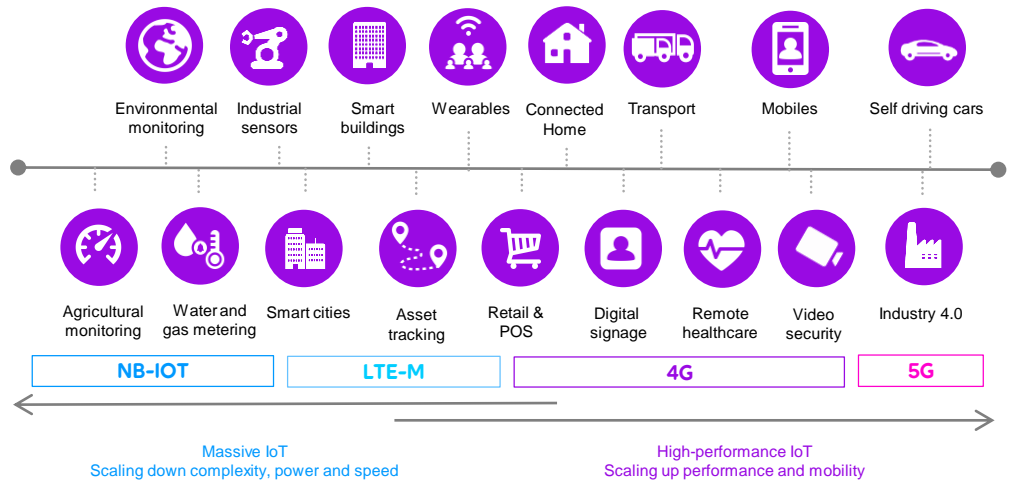 Environmental
monitoring
Industrial
sensors
Smart
buildings
Wearables
Connected
Home
Transport
Mobiles
Self driving cars
Agricultural
monitoring
Water and
gas metering
Smart cities
Asset
tracking
Retail &
POS
Digital
signage
Remote
healthcare
Video
security
Industry 4.0
NB-IOT
LTE-M
4G
5G
Massive IoT
Scaling down complexity, power and speed
High-performance IoT
Scaling up performance and mobility